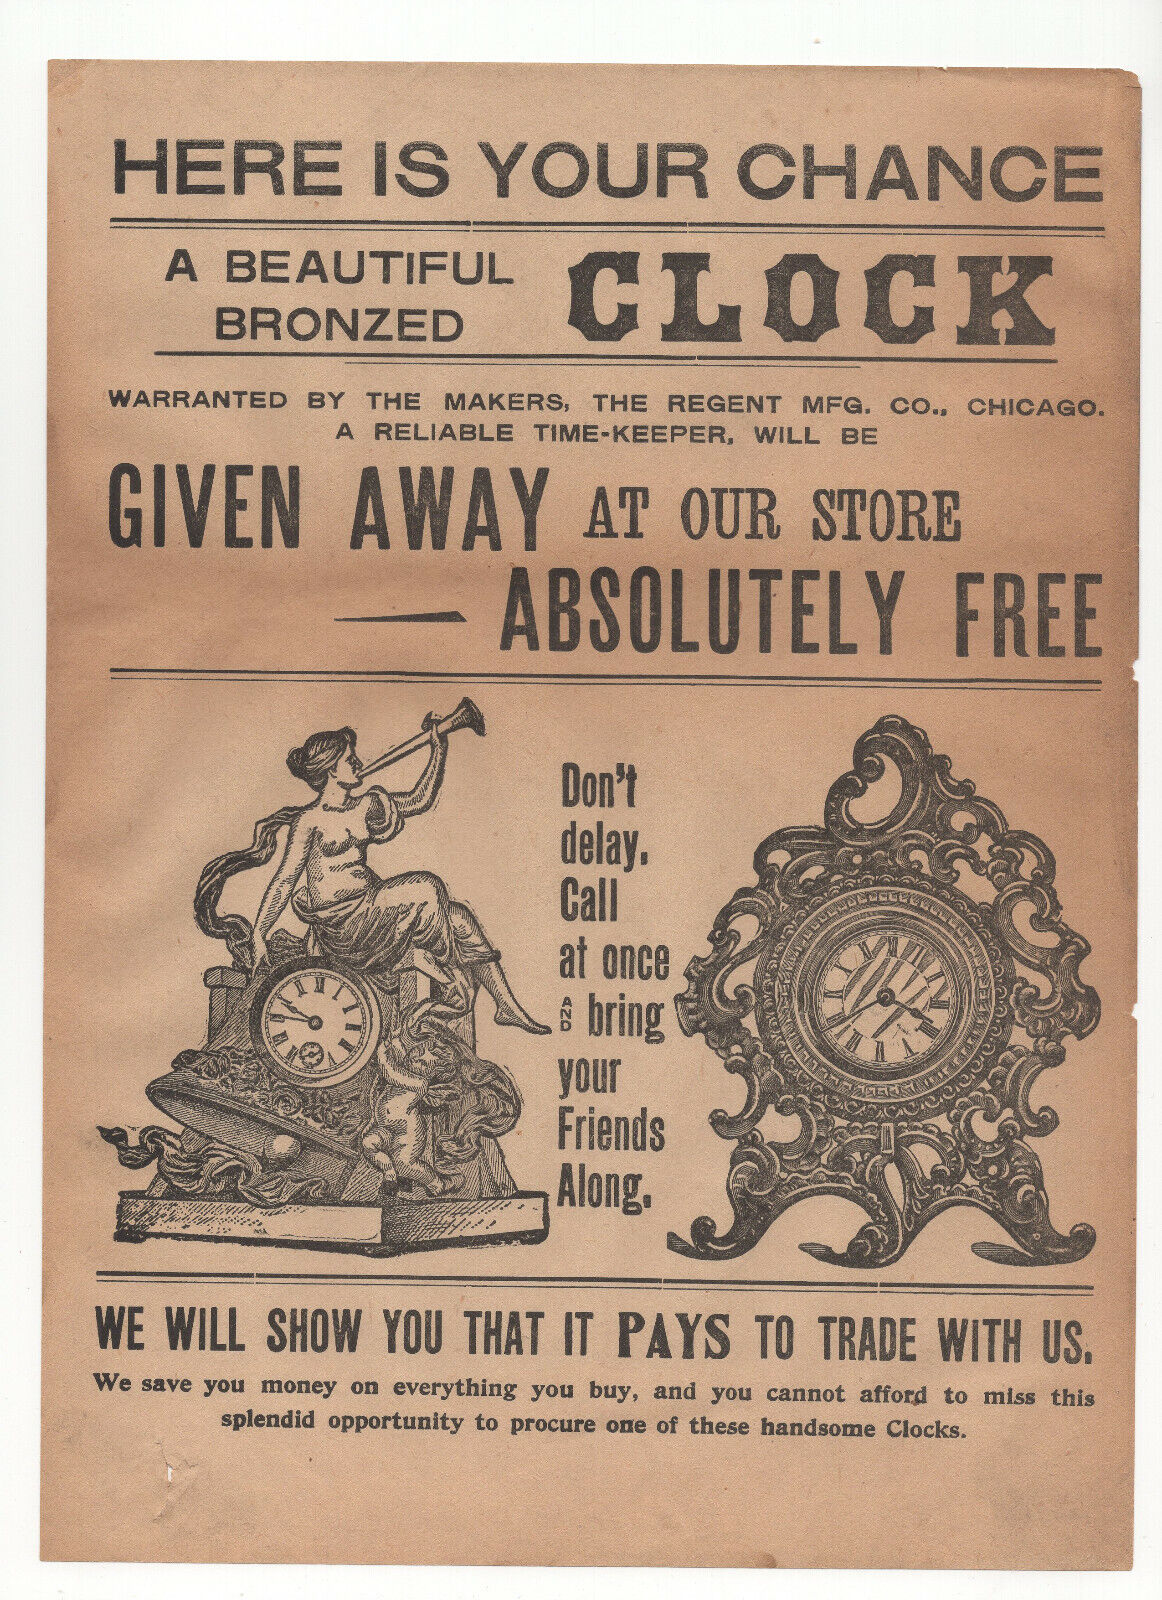 HERE IS YOUR CHANCE
A BEAUTIFUL
BRONZED
CLOCK
WARRANTED BY THE MAKERS, THE REGENT MFG. CO., CHICAGO.
A RELIABLE TIME-KEEPER, WILL BE
GIVEN AWAY AT OUR STORE
ABSOLUTELY FREE
Don't
delay.
Call
at once
AND bring
your
Friends
Along.
WE WILL SHOW YOU THAT IT PAYS TO TRADE WITH US.
We save you money on everything you buy, and you cannot afford to miss this
splendid opportunity to procure one of these handsome Clocks.